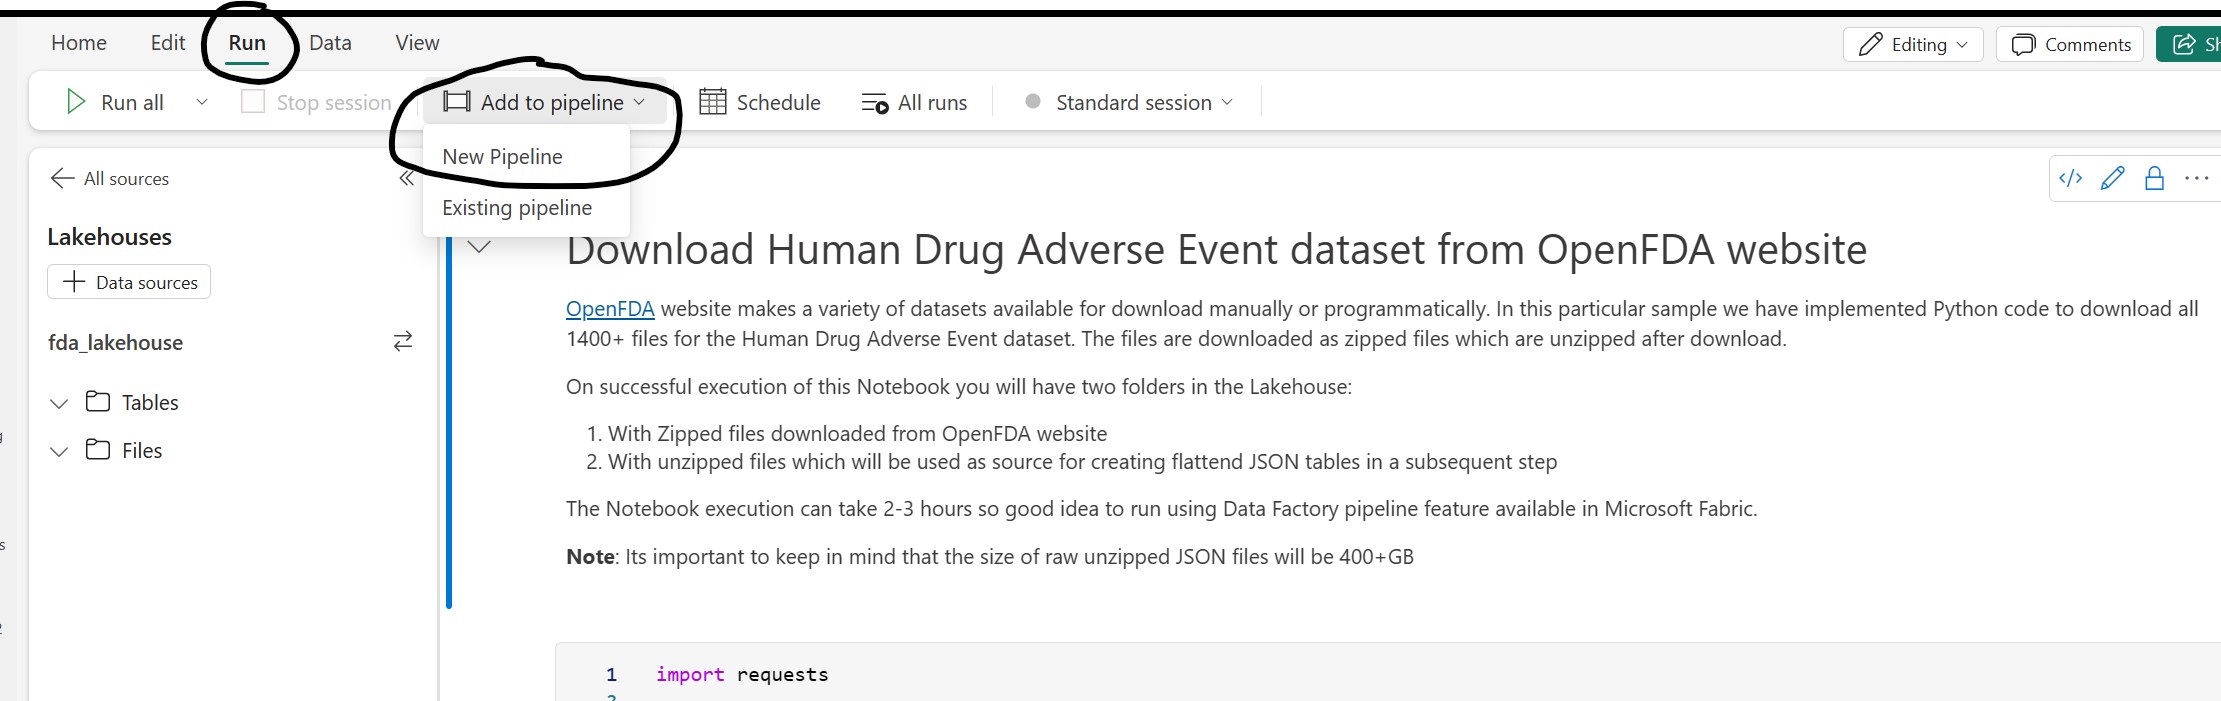 Home Edit Run Data View Editing Comments
Run all Stop session Add to pipeline Schedule All runs Standard session
New Pipeline
Existing pipeline
All sources
Lakehouses
Data sources
fda_lakehouse
Tables
Files
Download Human Drug Adverse Event dataset from OpenFDA website
OpenFDA website makes a variety of datasets available for download manually or programmatically. In this particular sample we have implemented Python code to download all
1400+ files for the Human Drug Adverse Event dataset. The files are downloaded as zipped files which are unzipped after download.
On successful execution of this Notebook you will have two folders in the Lakehouse:
1. With Zipped files downloaded from OpenFDA website
2. With unzipped files which will be used as source for creating flattend JSON tables in a subsequent step
The Notebook execution can take 2-3 hours so good idea to run using Data Factory pipeline feature available in Microsoft Fabric.
Note: Its important to keep in mind that the size of raw unzipped JSON files will be 400+GB
1 import requests